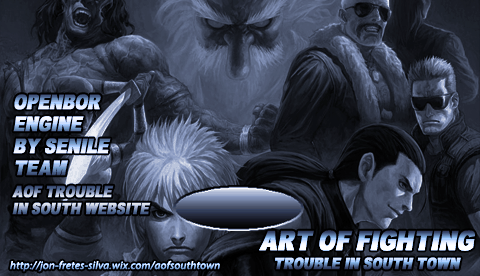 OPENBOR
ENGINE
BY SENILE
TEAM
AOF TROUBLE
IN SOUTH WEBSITE
http://jon-fretes-silva.wix.com/aofsouthtown
ART OF FIGHTING
TROUBLE IN SOUTH TOWN